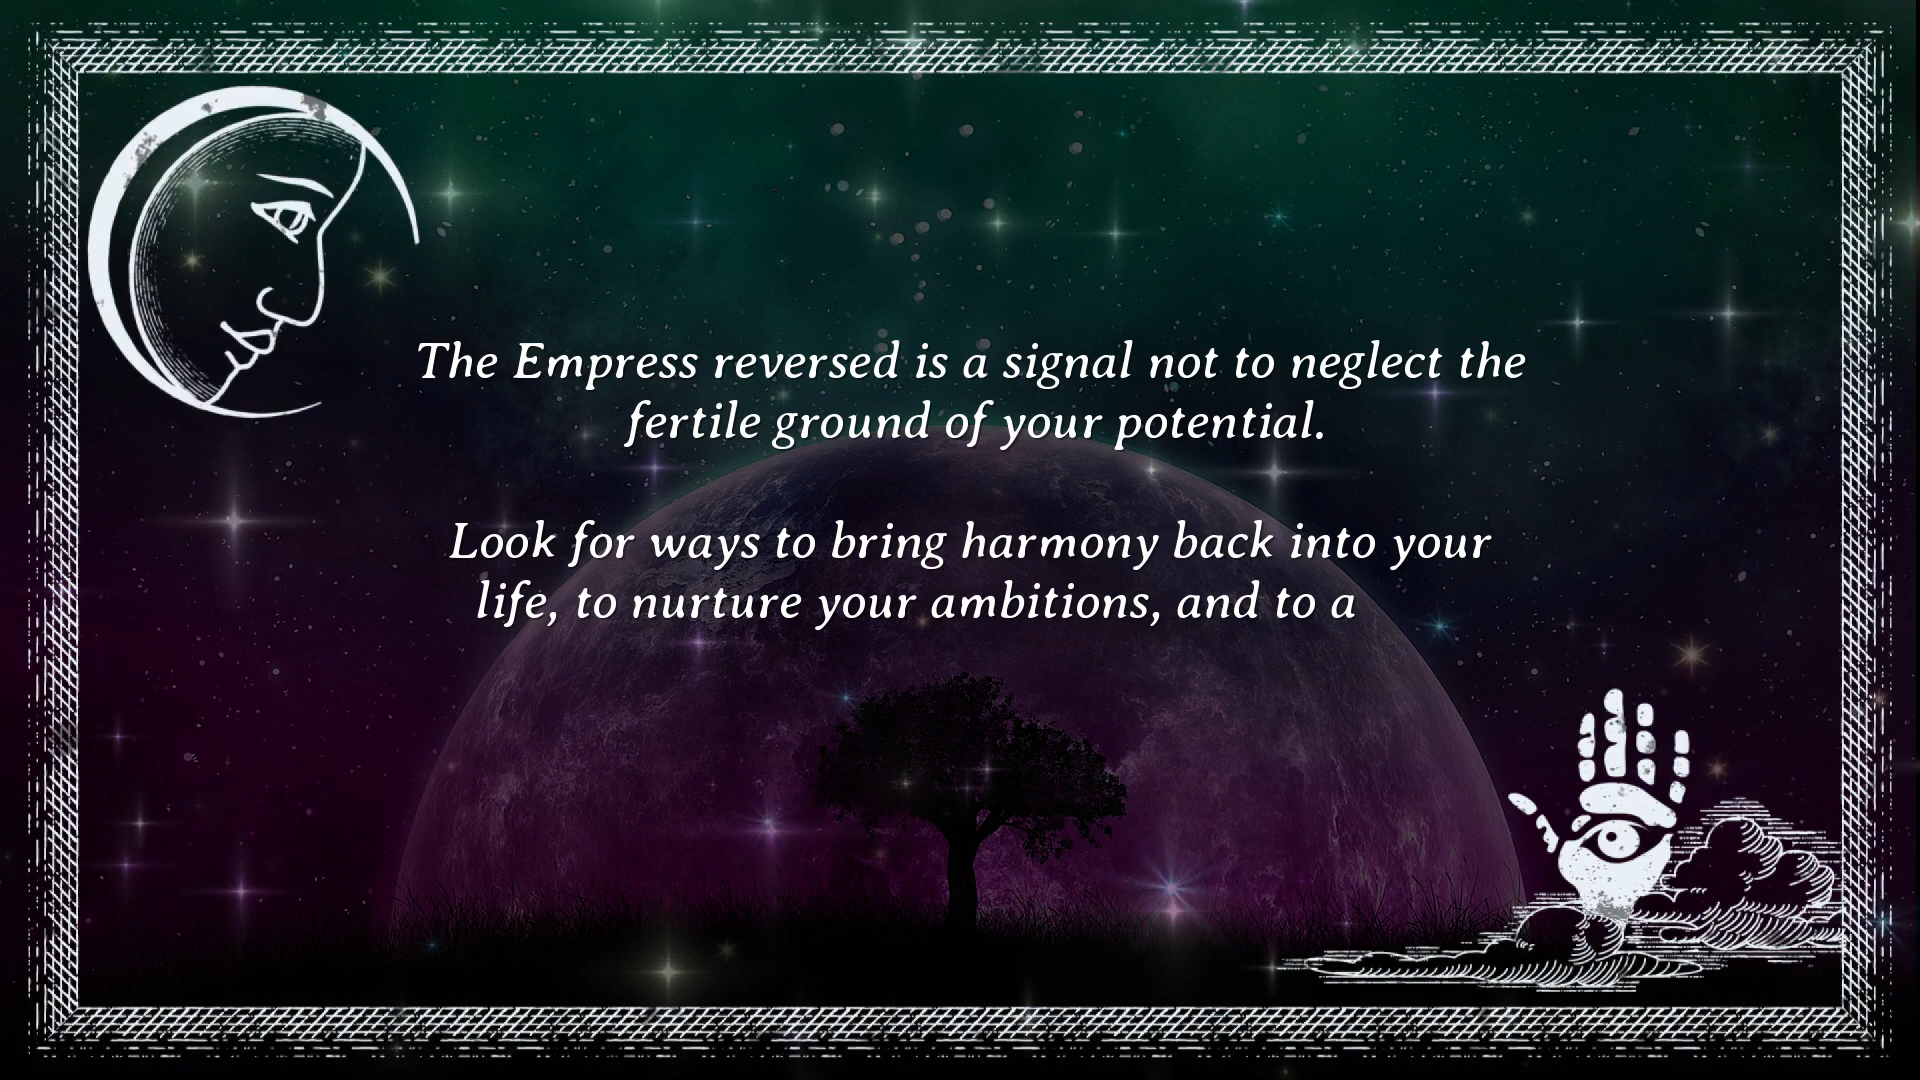 The Empress reversed is a signal not to neglect the
fertile ground of your potential.
Look for ways to bring harmony back into your
life, to nurture your ambitions, and to a